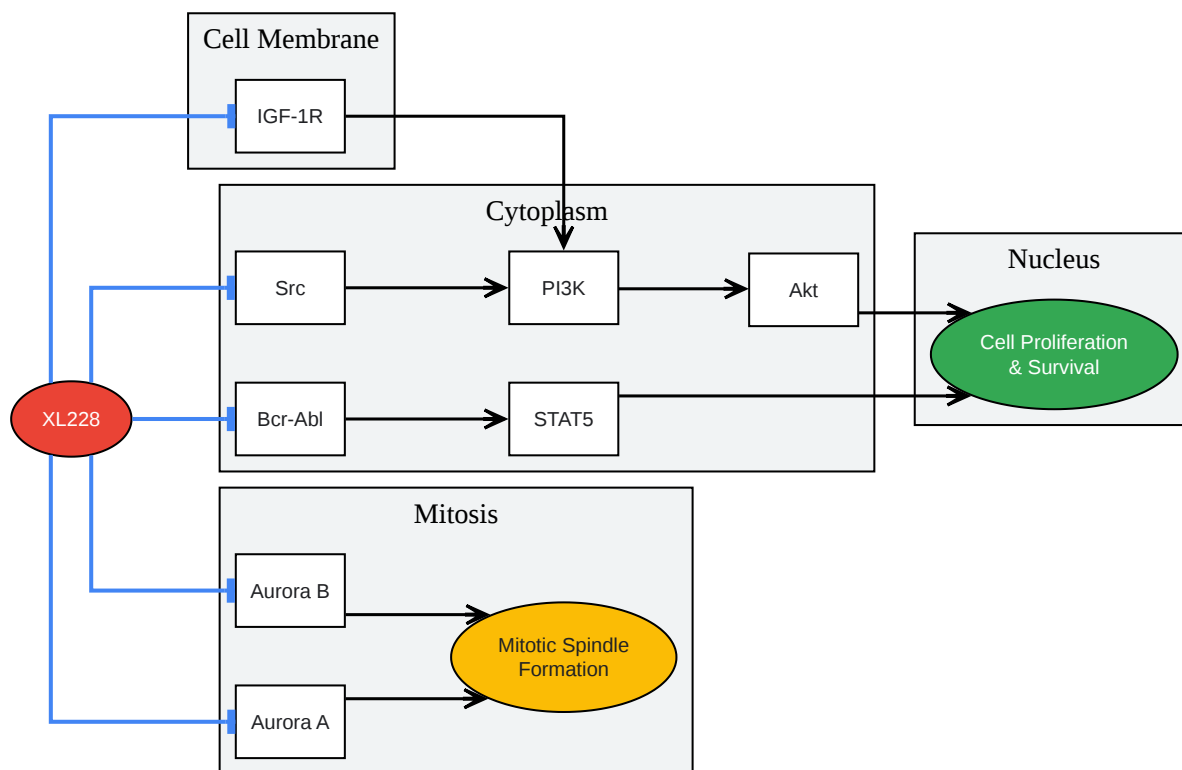 Cell Membrane
IGF-1R
Cytoplasm
Src
PI3K
Akt
Nucleus
Cell Proliferation
& Survival
XL228
Bcr-Abl
STAT5
Mitosis
Aurora B
Mitotic Spindle
Formation
Aurora A